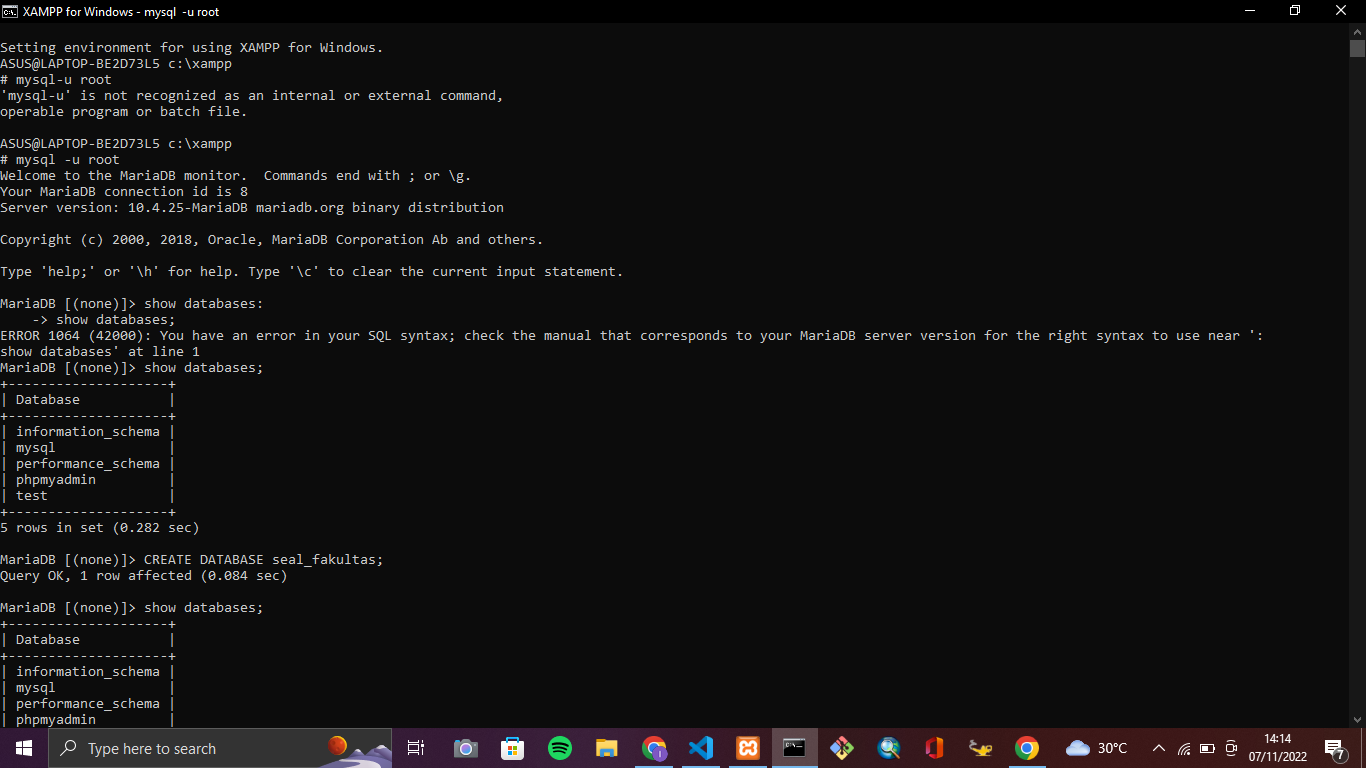 XAMPP for Windows - mysql  -u root
Setting environment for using XAMPP for Windows.
ASUS@LAPTOP-BE2D73L5 c:\xampp
# mysql-u root
'mysql-u' is not recognized as an internal or external command,
operable program or batch file.
ASUS@LAPTOP-BE2D73L5 c:\xampp
# mysql -u root
Welcome to the MariaDB monitor.  Commands end with ; or \g.
Your MariaDB connection id is 8
Server version: 10.4.25-MariaDB mariadb.org binary distribution
Copyright (c) 2000, 2018, Oracle, MariaDB Corporation Ab and others.
Type 'help;' or '\h' for help. Type '\c' to clear the current input statement.
MariaDB [(none)]> show databases:
    -> show databases;
ERROR 1064 (42000): You have an error in your SQL syntax; check the manual that corresponds to your MariaDB server version for the right syntax to use near ':
show databases' at line 1
MariaDB [(none)]> show databases;
+--------------------+
| Database           |
+--------------------+
| information_schema |
| mysql              |
| performance_schema |
| phpmyadmin         |
| test               |
+--------------------+
5 rows in set (0.282 sec)
MariaDB [(none)]> CREATE DATABASE seal_fakultas;
Query OK, 1 row affected (0.084 sec)
MariaDB [(none)]> show databases;
+--------------------+
| Database           |
+--------------------+
| information_schema |
| mysql              |
| performance_schema |
| phpmyadmin         |
Type here to search
30°C
14:14
07/11/2022
7